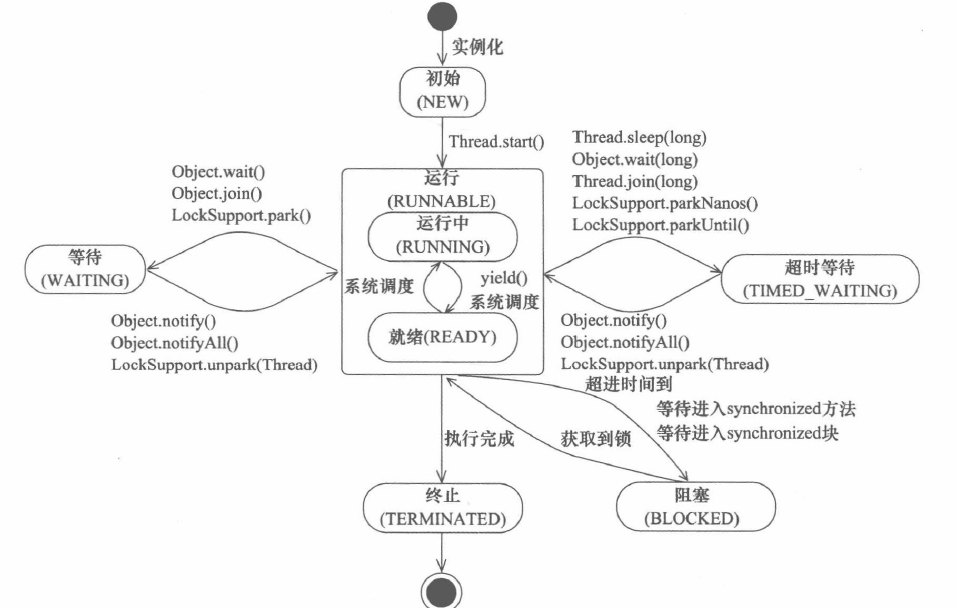 实例化
初始
(NEW)
Thread.start()
Object.wait()
Object.join()
LockSupport.park()
Thread.sleep(long)
Object.wait(long)
Thread.join(long)
LockSupport.parkNanos()
LockSupport.parkUntil()
运行
(RUNNABLE)
运行中
(RUNNING)
等待
(WAITING)
系统调度
yield()
系统调度
超时等待
(TIMED_WAITING)
就绪(READY)
Object.notify()
Object.notifyAll()
LockSupport.unpark(Thread)
Object.notify()
Object.notifyAll()
LockSupport.unpark(Thread)
超进时间到
等待进入synchronized方法
等待进入synchronized块
执行完成
获取到锁
终止
(TERMINATED)
阻塞
(BLOCKED)